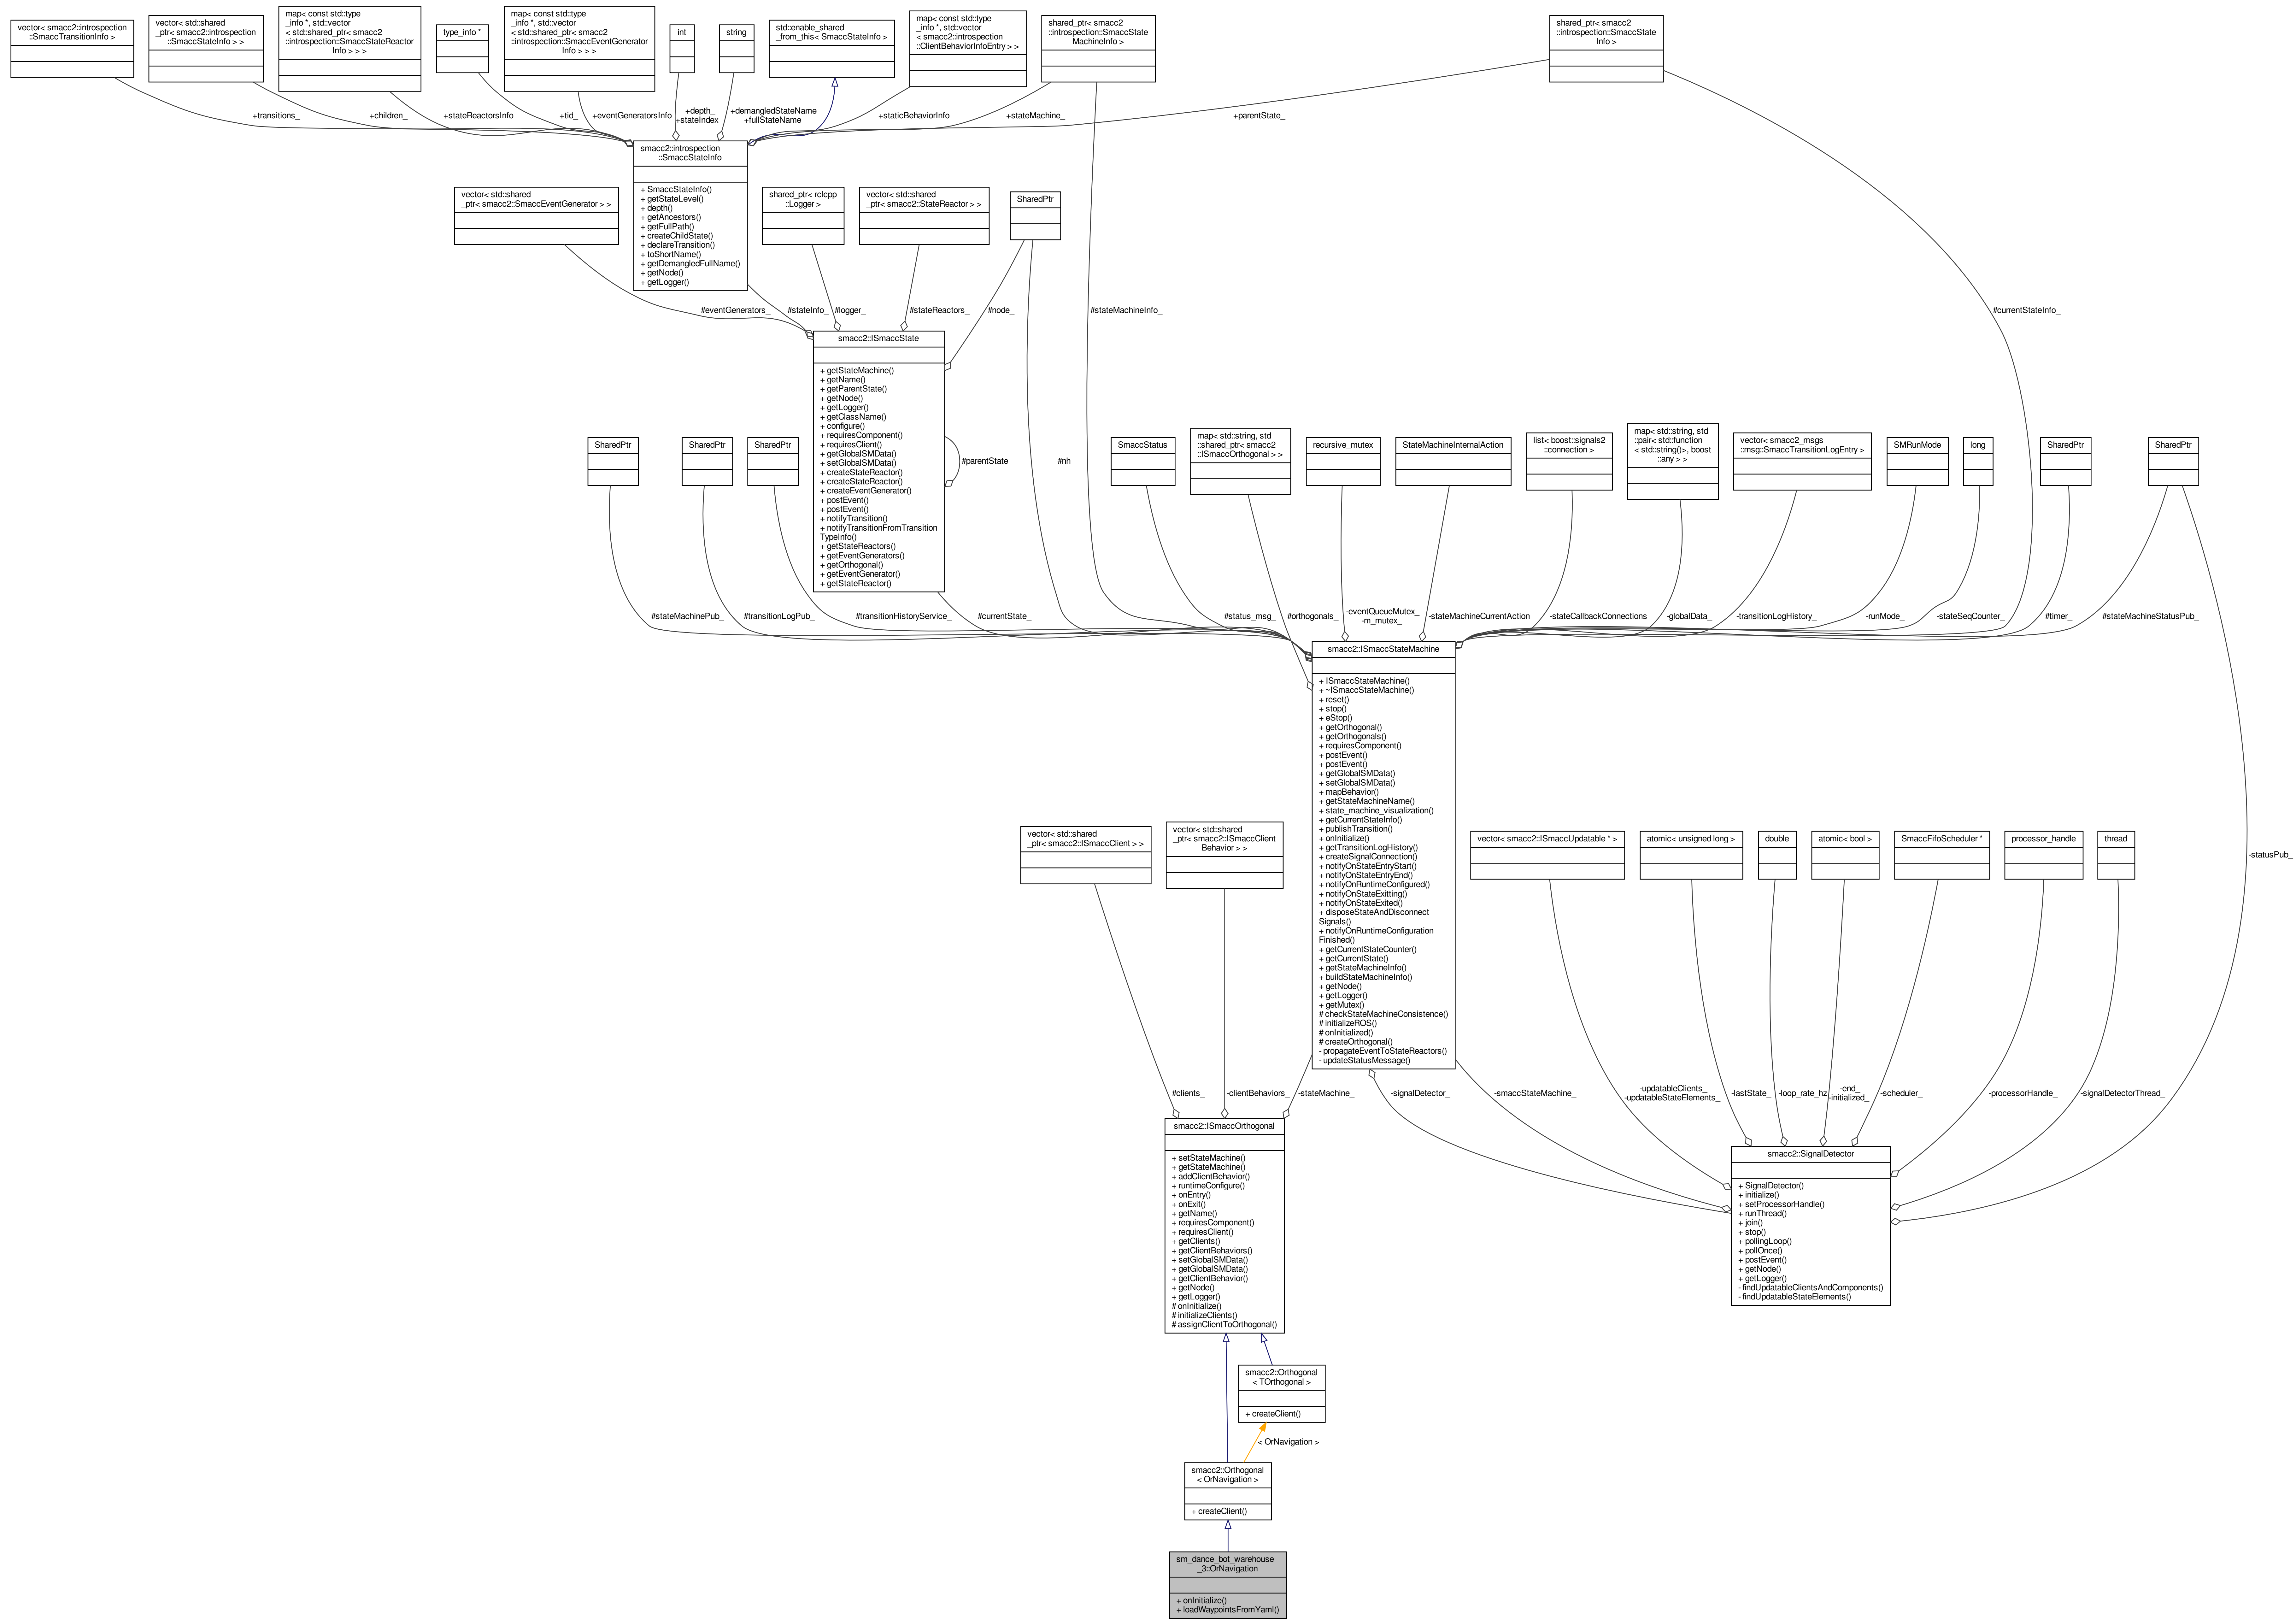 vector< smacc2::introspection
::SmaccTransitionInfo >
vector< std::shared
_ptr< smacc2::introspection
::SmaccStateInfo > >
map< const std::type
_info *, std::vector
< std::shared_ptr< smacc2
::introspection::SmaccStateReactor
Info > > >
type_info *
map< const std::type
_info *, std::vector
< std::shared_ptr< smacc2
::introspection::SmaccEventGenerator
Info > > >
int
string
std::enable_shared
_from_this< SmaccStateInfo >
map< const std::type
_info *, std::vector
< smacc2::introspection
::ClientBehaviorInfoEntry > >
shared_ptr< smacc2
::introspection::SmaccState
MachineInfo >
shared_ptr< smacc2
::introspection::SmaccState
Info >
+transitions_
+children_
+stateReactorsInfo
+tid_
+eventGeneratorsInfo
+depth_
+stateIndex_
+demangledStateName
+fullStateName
+staticBehaviorInfo
+stateMachine_
+parentState_
smacc2::introspection
::SmaccStateInfo
+ SmaccStateInfo()
+ getStateLevel()
+ depth()
+ getAncestors()
+ getFullPath()
+ createChildState()
+ declareTransition()
+ toShortName()
+ getDemangledFullName()
+ getNode()
+ getLogger()
vector< std::shared
_ptr< smacc2::SmaccEventGenerator > >
shared_ptr< rclcpp
::Logger >
vector< std::shared
_ptr< smacc2::StateReactor > >
SharedPtr
#eventGenerators_
#stateInfo_
#logger_
#stateReactors_
#node_
#stateMachineInfo_
#currentStateInfo_
smacc2::ISmaccState
+ getStateMachine()
+ getName()
+ getParentState()
+ getNode()
+ getLogger()
+ getClassName()
+ configure()
+ requiresComponent()
+ requiresClient()
+ getGlobalSMData()
+ setGlobalSMData()
+ createStateReactor()
+ createStateReactor()
+ createEventGenerator()
+ postEvent()
+ postEvent()
+ notifyTransition()
+ notifyTransitionFromTransition
TypeInfo()
+ getStateReactors()
+ getEventGenerators()
+ getOrthogonal()
+ getEventGenerator()
+ getStateReactor()
#parentState_
#nh_
SharedPtr
SharedPtr
SharedPtr
SmaccStatus
map< std::string, std
::shared_ptr< smacc2
::ISmaccOrthogonal > >
recursive_mutex
StateMachineInternalAction
list< boost::signals2
::connection >
map< std::string, std
::pair< std::function
< std::string()>, boost
::any > >
vector< smacc2_msgs
::msg::SmaccTransitionLogEntry >
SMRunMode
long
SharedPtr
SharedPtr
#stateMachinePub_
#transitionLogPub_
#transitionHistoryService_
#currentState_
#status_msg_
#orthogonals_
-eventQueueMutex_
-m_mutex_
-stateMachineCurrentAction
-stateCallbackConnections
-globalData_
-transitionLogHistory_
-runMode_
-stateSeqCounter_
#timer_
#stateMachineStatusPub_
smacc2::ISmaccStateMachine
+ ISmaccStateMachine()
+ ~ISmaccStateMachine()
+ reset()
+ stop()
+ eStop()
+ getOrthogonal()
+ getOrthogonals()
+ requiresComponent()
+ postEvent()
+ postEvent()
+ getGlobalSMData()
+ setGlobalSMData()
+ mapBehavior()
+ getStateMachineName()
+ state_machine_visualization()
+ getCurrentStateInfo()
+ publishTransition()
+ onInitialize()
+ getTransitionLogHistory()
+ createSignalConnection()
+ notifyOnStateEntryStart()
+ notifyOnStateEntryEnd()
+ notifyOnRuntimeConfigured()
+ notifyOnStateExitting()
+ notifyOnStateExited()
+ disposeStateAndDisconnect
Signals()
+ notifyOnRuntimeConfiguration
Finished()
+ getCurrentStateCounter()
+ getCurrentState()
+ getStateMachineInfo()
+ buildStateMachineInfo()
+ getNode()
+ getLogger()
+ getMutex()
# checkStateMachineConsistence()
# initializeROS()
# onInitialized()
# createOrthogonal()
- propagateEventToStateReactors()
- updateStatusMessage()
vector< std::shared
_ptr< smacc2::ISmaccClient > >
vector< std::shared
_ptr< smacc2::ISmaccClient
Behavior > >
vector< smacc2::ISmaccUpdatable * >
atomic< unsigned long >
double
atomic< bool >
SmaccFifoScheduler *
processor_handle
thread
-statusPub_
#clients_
-clientBehaviors_
-stateMachine_
-signalDetector_
-smaccStateMachine_
-updatableClients_
-updatableStateElements_
-lastState_
-loop_rate_hz
-end_
-initialized_
-scheduler_
-processorHandle_
-signalDetectorThread_
smacc2::ISmaccOrthogonal
+ setStateMachine()
+ getStateMachine()
+ addClientBehavior()
+ runtimeConfigure()
+ onEntry()
+ onExit()
+ getName()
+ requiresComponent()
+ requiresClient()
+ getClients()
+ getClientBehaviors()
+ setGlobalSMData()
+ getGlobalSMData()
+ getClientBehavior()
+ getNode()
+ getLogger()
# onInitialize()
# initializeClients()
# assignClientToOrthogonal()
smacc2::SignalDetector
+ SignalDetector()
+ initialize()
+ setProcessorHandle()
+ runThread()
+ join()
+ stop()
+ pollingLoop()
+ pollOnce()
+ postEvent()
+ getNode()
+ getLogger()
- findUpdatableClientsAndComponents()
- findUpdatableStateElements()
smacc2::Orthogonal
< TOrthogonal >
+ createClient()
< OrNavigation >
smacc2::Orthogonal
< OrNavigation >
+ createClient()
sm_dance_bot_warehouse
_3::OrNavigation
+ onInitialize()
+ loadWaypointsFromYaml()